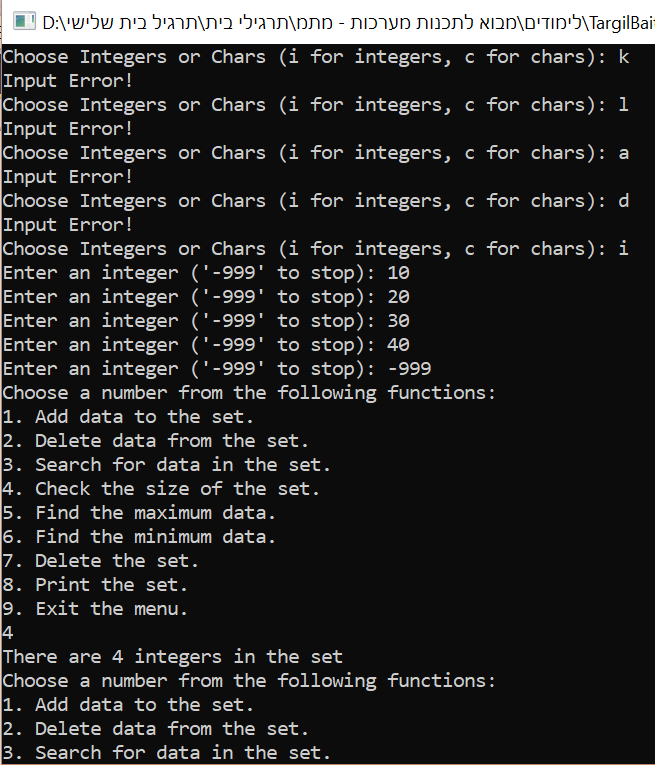 D:\לימודים\מבוא לתכנות מערכות - מתמ\תרגילי בית\תרגיל בית שלישי\TargilBait
Choose Integers or Chars (i for integers, c for chars): k
Input Error!
Choose Integers or Chars (i for integers, c for chars): l
Input Error!
Choose Integers or Chars (i for integers, c for chars): a
Input Error!
Choose Integers or Chars (i for integers, c for chars): d
Input Error!
Choose Integers or Chars (i for integers, c for chars): i
Enter an integer ('-999' to stop): 10
Enter an integer ('-999' to stop): 20
Enter an integer ('-999' to stop): 30
Enter an integer ('-999' to stop): 40
Enter an integer ('-999' to stop): -999
Choose a number from the following functions:
1. Add data to the set.
2. Delete data from the set.
3. Search for data in the set.
4. Check the size of the set.
5. Find the maximum data.
6. Find the minimum data.
7. Delete the set.
8. Print the set.
9. Exit the menu.
4
There are 4 integers in the set
Choose a number from the following functions:
1. Add data to the set.
2. Delete data from the set.
3. Search for data in the set.